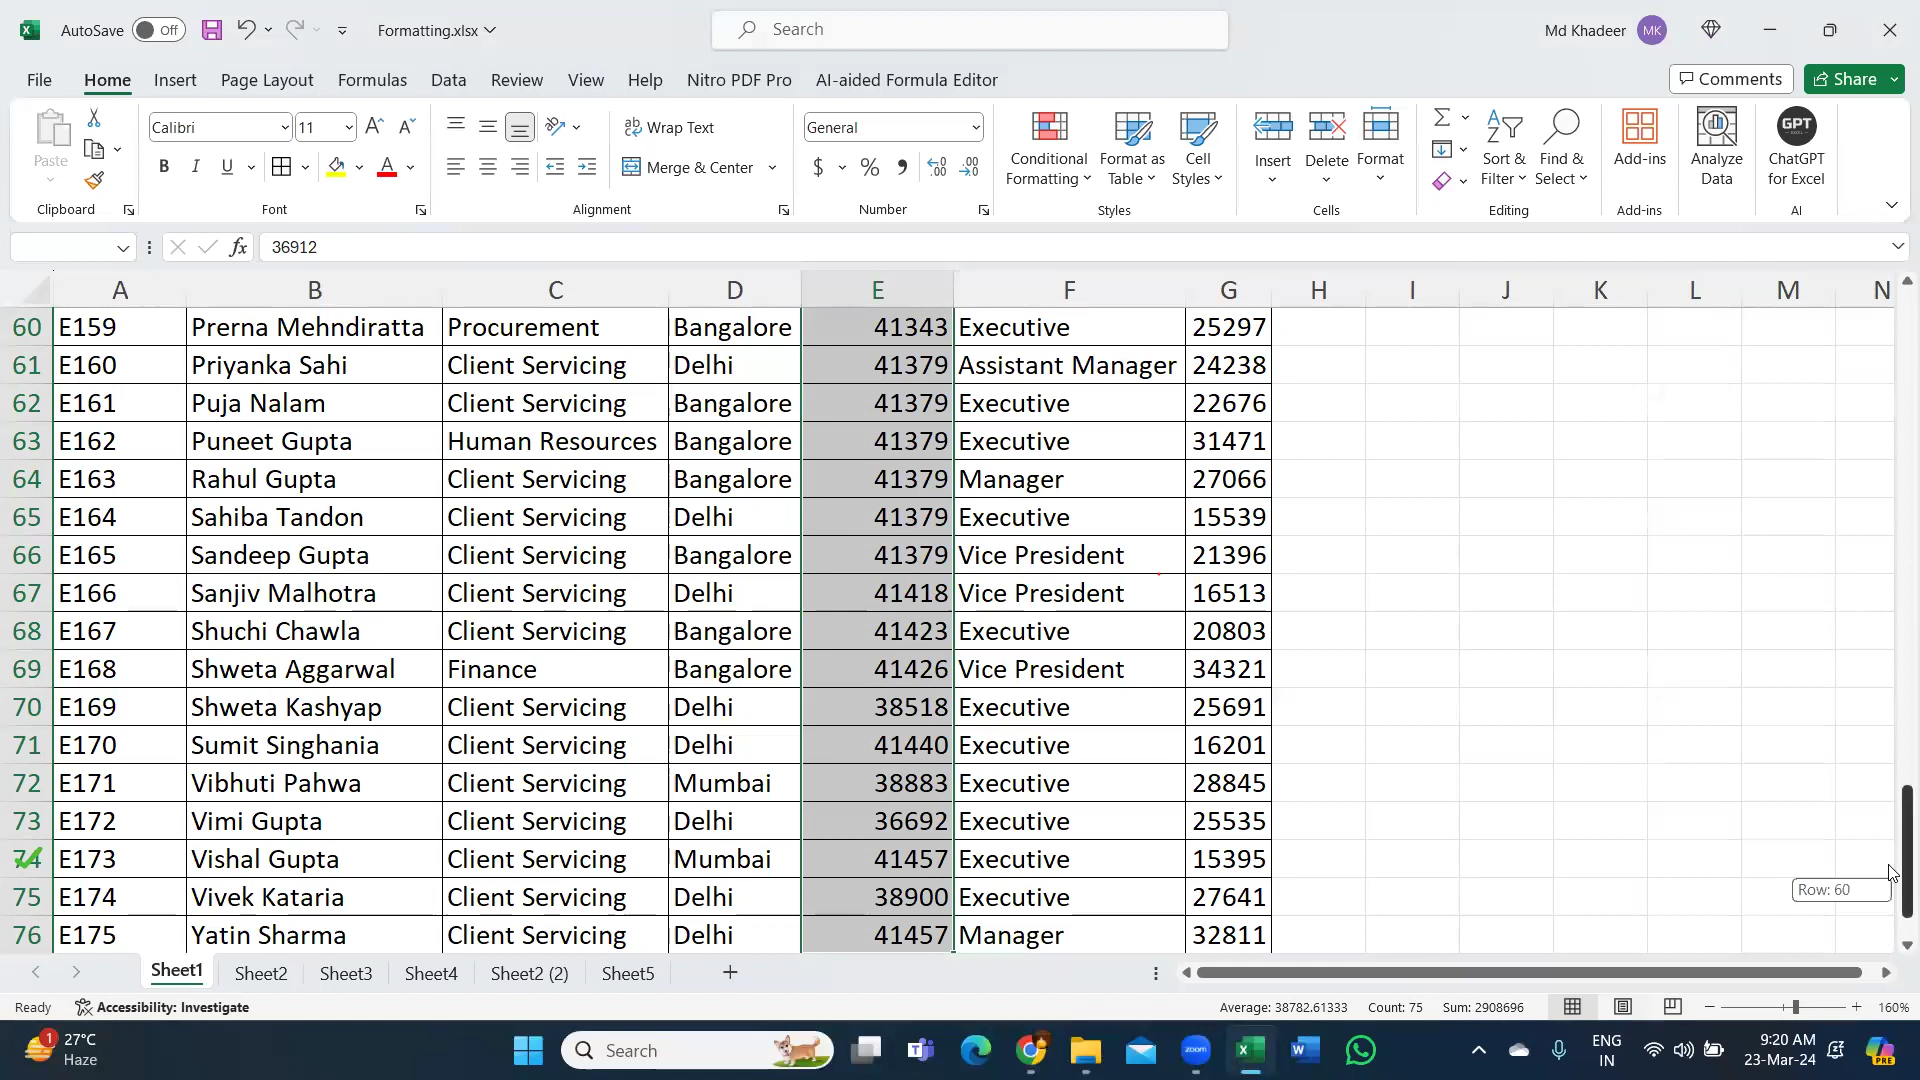 AutoSave Off Formatting.xlsx Search Md Khadeer MK
File Home Insert Page Layout Formulas Data Review View Help Nitro PDF Pro AI-aided Formula Editor Comments Share
Paste Calibri 11 Wrap Text General Conditional Formatting Format as Table Cell Styles Insert Delete Format Sort & Filter Find & Select Add-ins Analyze Data GPT ChatGPT for Excel
B I U A Merge & Center $ %
Clipboard Font Alignment Number Styles Cells Editing Add-ins AI
fx 36912
A B C D E F G H I J K L M N
60 E159 Prerna Mehndiratta Procurement Bangalore 41343 Executive 25297
61 E160 Priyanka Sahi Client Servicing Delhi 41379 Assistant Manager 24238
62 E161 Puja Nalam Client Servicing Bangalore 41379 Executive 22676
63 E162 Puneet Gupta Human Resources Bangalore 41379 Executive 31471
64 E163 Rahul Gupta Client Servicing Bangalore 41379 Manager 27066
65 E164 Sahiba Tandon Client Servicing Delhi 41379 Executive 15539
66 E165 Sandeep Gupta Client Servicing Bangalore 41379 Vice President 21396
67 E166 Sanjiv Malhotra Client Servicing Delhi 41418 Vice President 16513
68 E167 Shuchi Chawla Client Servicing Bangalore 41423 Executive 20803
69 E168 Shweta Aggarwal Finance Bangalore 41426 Vice President 34321
70 E169 Shweta Kashyap Client Servicing Delhi 38518 Executive 25691
71 E170 Sumit Singhania Client Servicing Delhi 41440 Executive 16201
72 E171 Vibhuti Pahwa Client Servicing Mumbai 38883 Executive 28845
73 E172 Vimi Gupta Client Servicing Delhi 36692 Executive 25535
74 E173 Vishal Gupta Client Servicing Mumbai 41457 Executive 15395
75 E174 Vivek Kataria Client Servicing Delhi 38900 Executive 27641
Row: 60
76 E175 Yatin Sharma Client Servicing Delhi 41457 Manager 32811
Sheet1 Sheet2 Sheet3 Sheet4 Sheet2 (2) Sheet5
Ready Accessibility: Investigate Average: 38782.61333 Count: 75 Sum: 2908696 160%
1 27°C Haze Search zoom ENG IN 9:20 AM 23-Mar-24 PRE